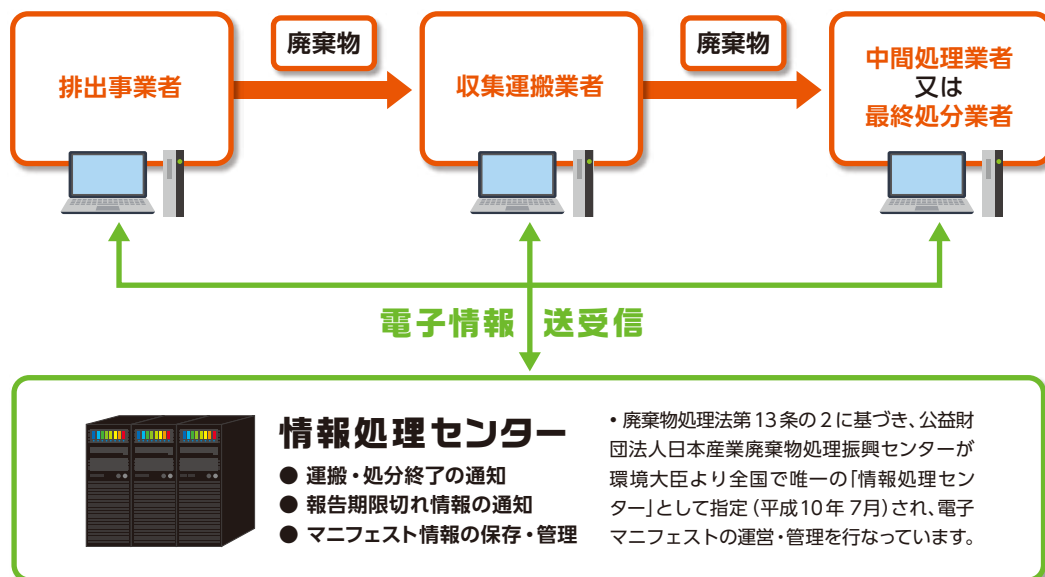 廃棄物
廃棄物
排出事業者
収集運搬業者
中間処理業者
又は
最終処分業者
電子情報 送受信
情報処理センター
● 運搬・処分終了の通知
● 報告期限切れ情報の通知
● マニフェスト情報の保存・管理
・廃棄物処理法第13条の2に基づき、公益財
団法人日本産業廃棄物処理振興センターが
環境大臣より全国で唯一の「情報処理セン
ター」として指定(平成10年7月)され、電子
マニフェストの運営・管理を行なっています。